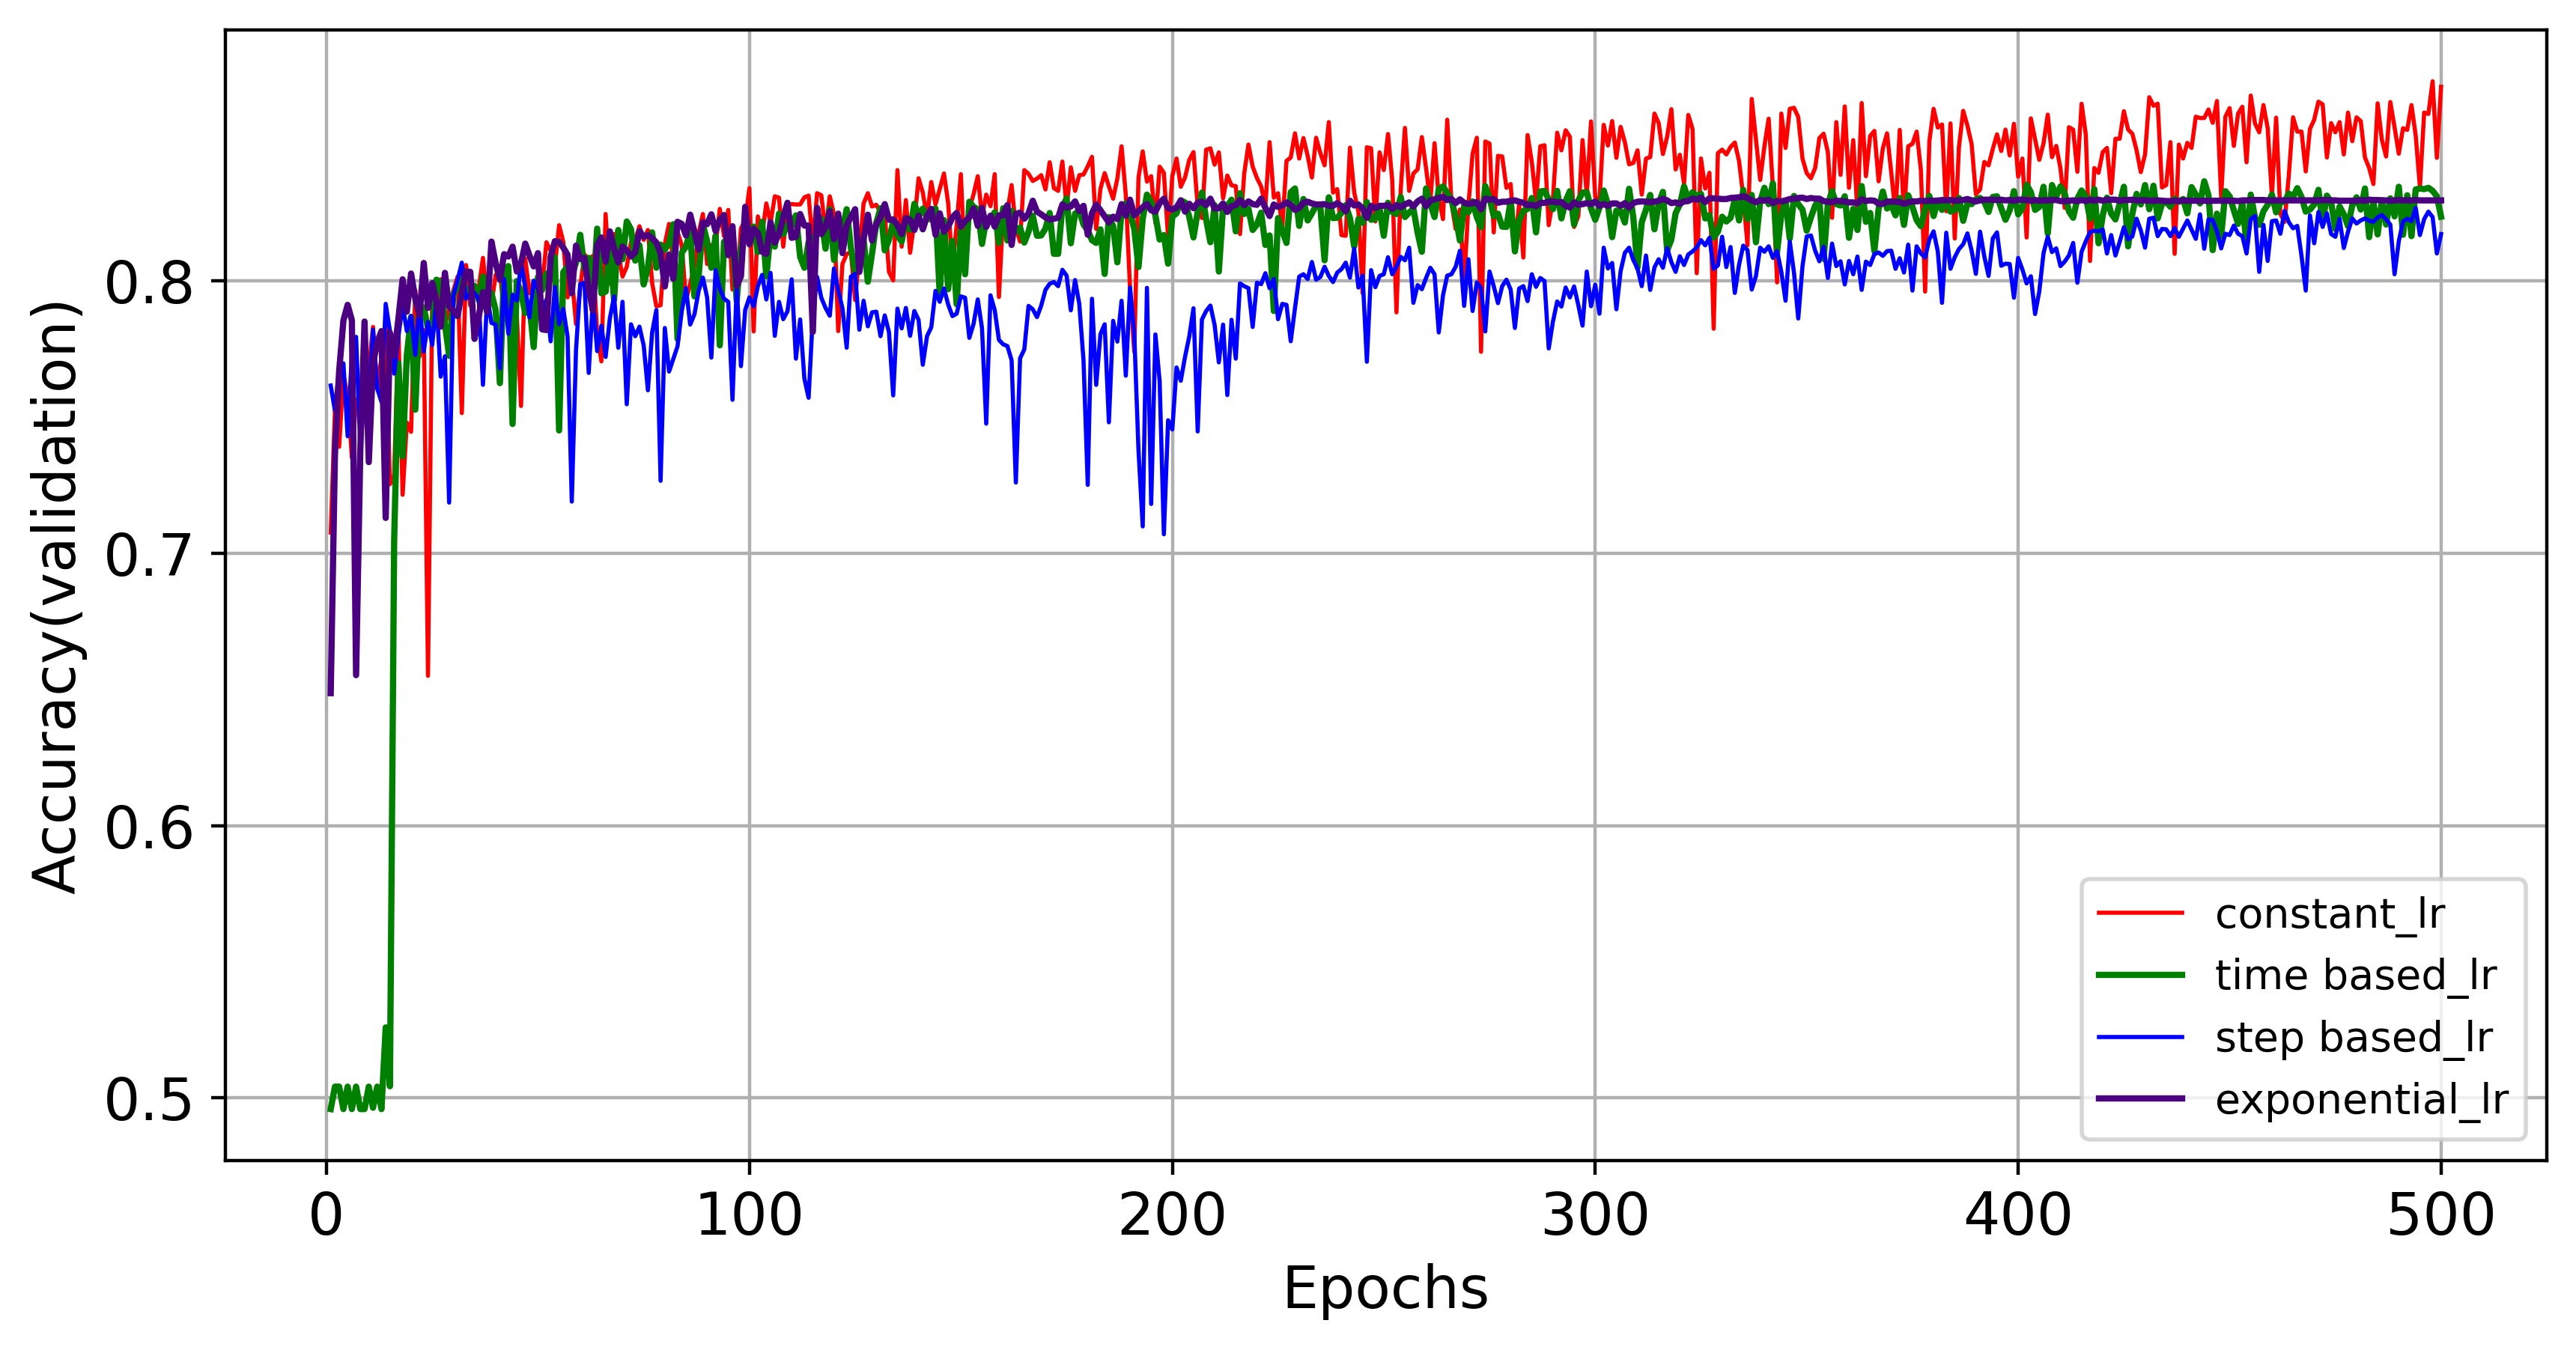 Accuracy(validation)
0.8
0.7
0.6
0.5
0
100
200
300
400
500
Epochs
constant_lr
time based_lr
step based_lr
exponential_lr